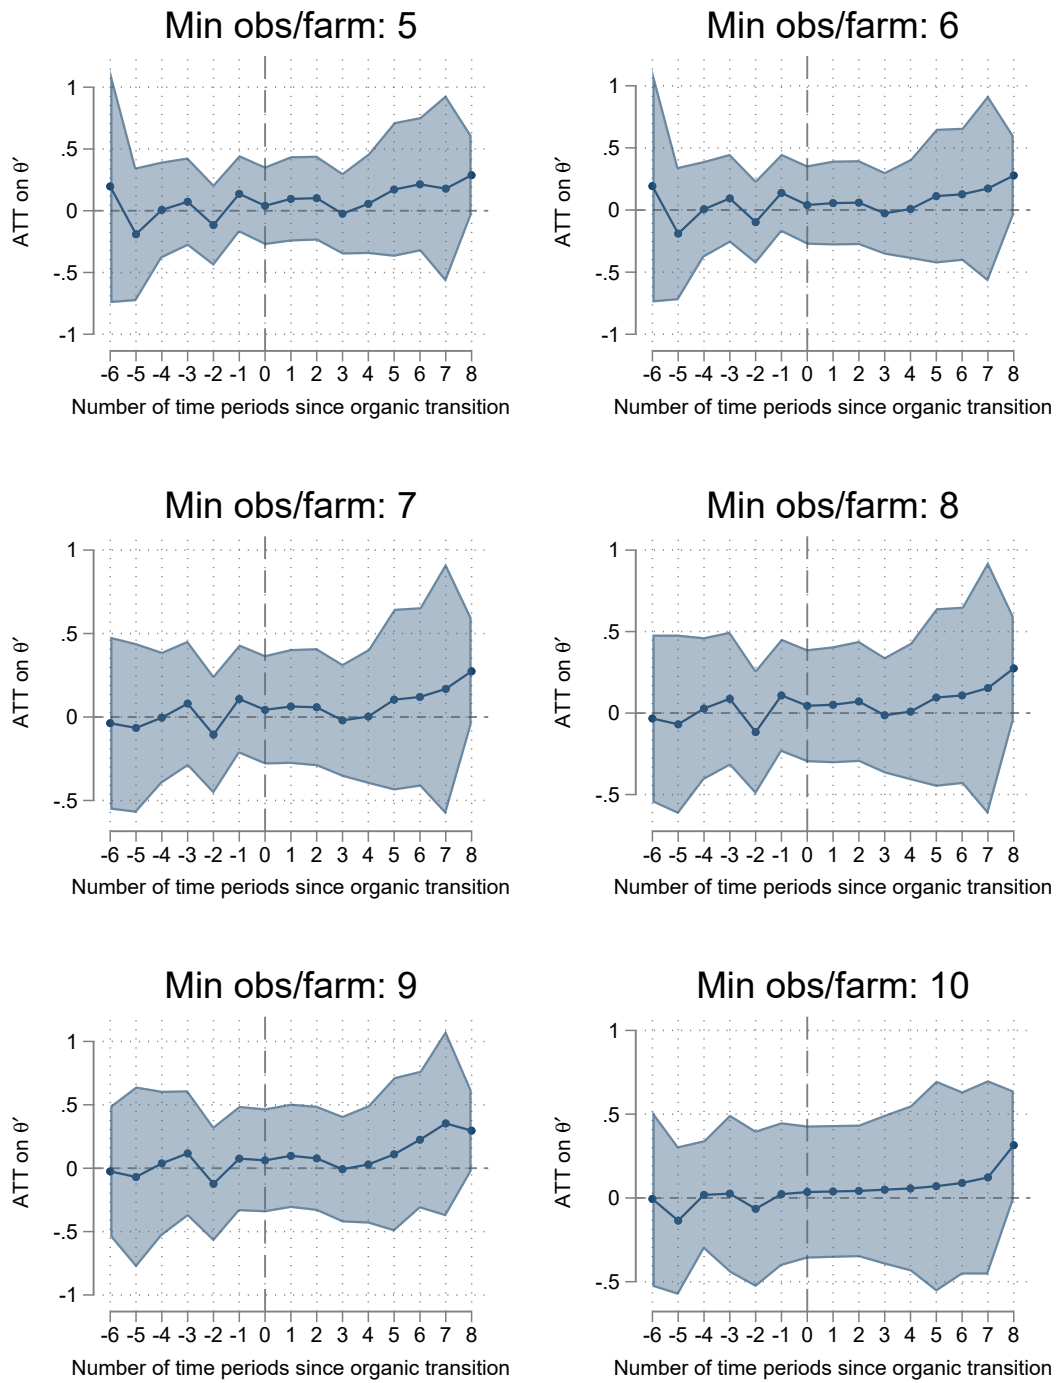 Min obs/farm: 5
1
.5
0
-.5
-1
ATT on θ′
-6 -5 -4 -3 -2 -1 0 1 2 3 4 5 6 7 8
Number of time periods since organic transition
Min obs/farm: 6
1
.5
0
-.5
-1
ATT on θ′
-6 -5 -4 -3 -2 -1 0 1 2 3 4 5 6 7 8
Number of time periods since organic transition
Min obs/farm: 7
1
.5
0
-.5
ATT on θ′
-6 -5 -4 -3 -2 -1 0 1 2 3 4 5 6 7 8
Number of time periods since organic transition
Min obs/farm: 8
1
.5
0
-.5
ATT on θ′
-6 -5 -4 -3 -2 -1 0 1 2 3 4 5 6 7 8
Number of time periods since organic transition
Min obs/farm: 9
1
.5
0
-.5
-1
ATT on θ′
-6 -5 -4 -3 -2 -1 0 1 2 3 4 5 6 7 8
Number of time periods since organic transition
Min obs/farm: 10
1
.5
0
-.5
ATT on θ′
-6 -5 -4 -3 -2 -1 0 1 2 3 4 5 6 7 8
Number of time periods since organic transition